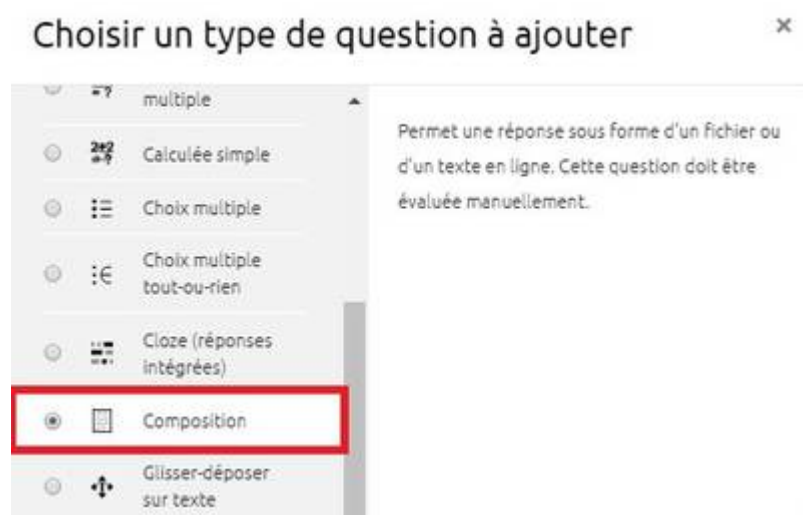 Choisir un type de question à ajouter
×
=?
multiple
2+2
=?
Calculée simple
Choix multiple
Choix multiple
tout-ou-rien
Cloze (réponses
intégrées)
Composition
Glisser-déposer
sur texte
Permet une réponse sous forme d'un fichier ou
d'un texte en ligne. Cette question doit être
évaluée manuellement.